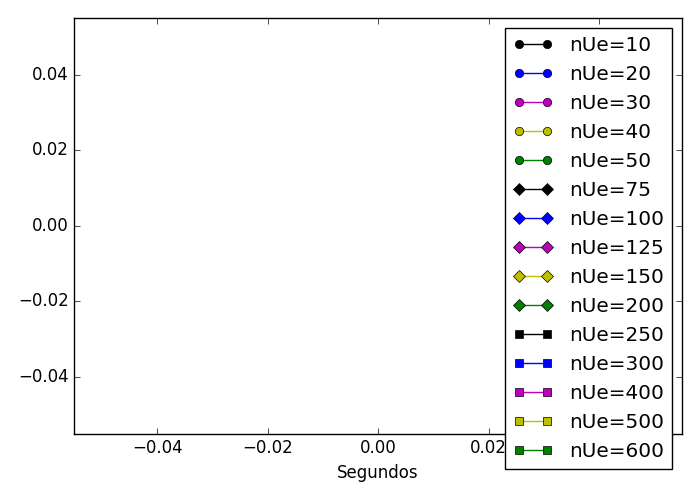 0.04
0.02
0.00
−0.02
−0.04
−0.04
−0.02
0.00
0.02
Segundos
nUe=10
nUe=20
nUe=30
nUe=40
nUe=50
nUe=75
nUe=100
nUe=125
nUe=150
nUe=200
nUe=250
nUe=300
nUe=400
nUe=500
nUe=600